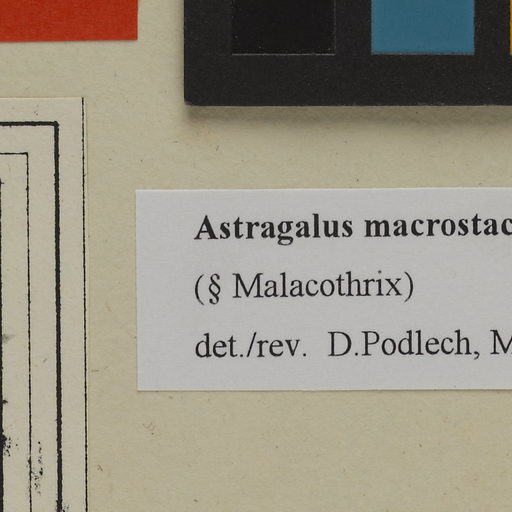 Astragalus macrostac
(§ Malacothrix)
det./rev. D.Podlech, M